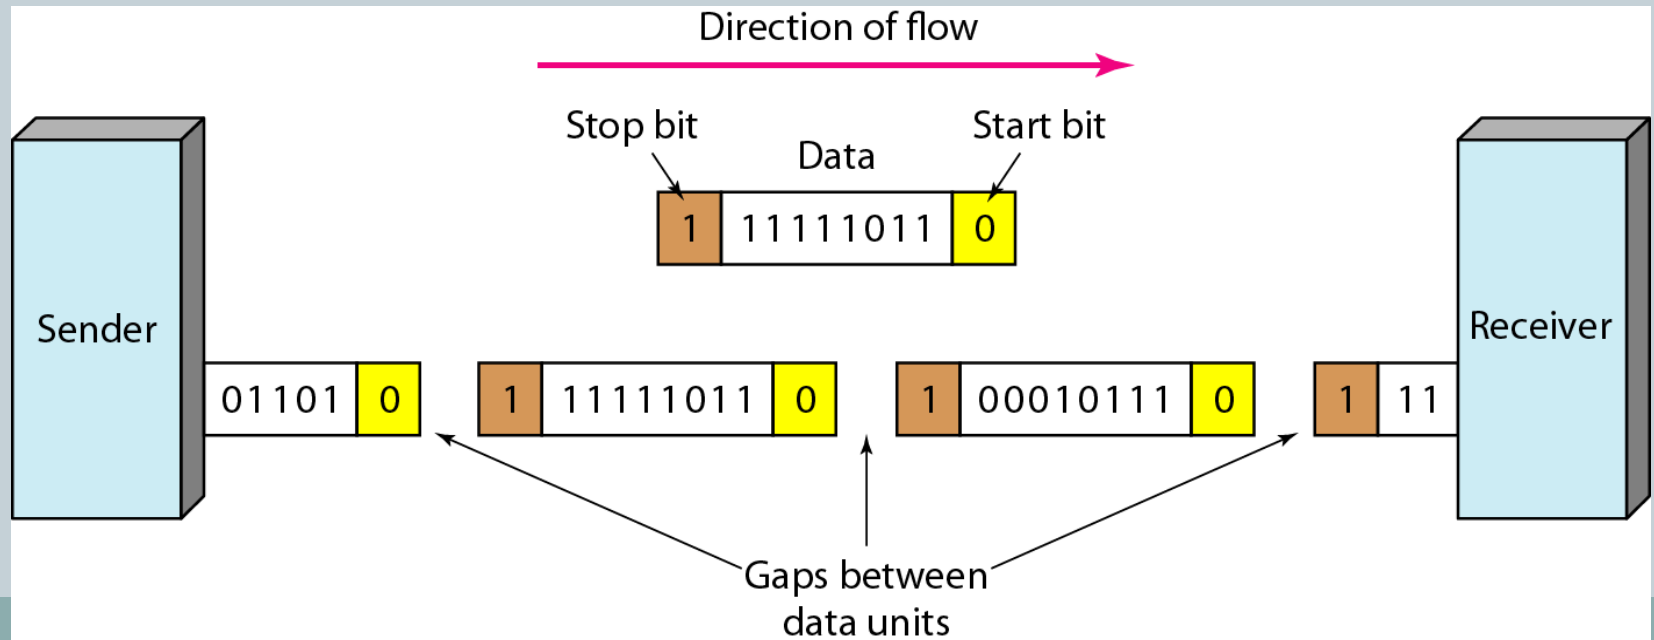 Direction of flow
Stop bit
Start bit
Data
1 11111011 0
Sender
Receiver
01101 0 1 11111011 0 1 00010111 0 1 11
Gaps between
data units